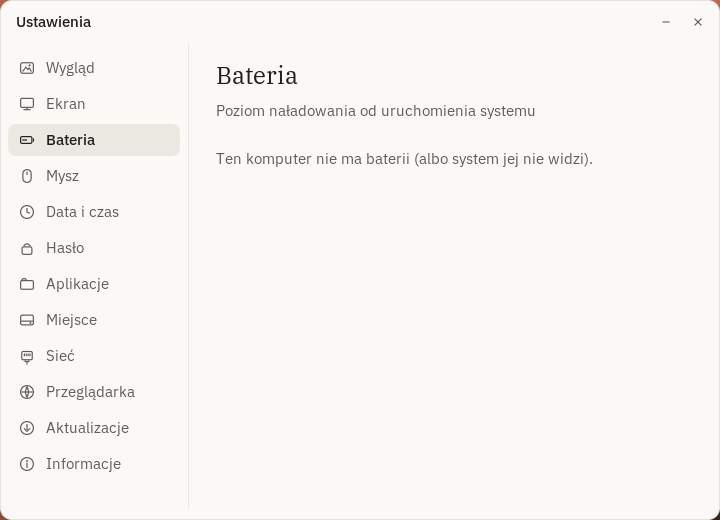 Ustawienia
Wygląd
Ekran
Bateria
Mysz
Data i czas
Hasło
Aplikacje
Miejsce
Sieć
Przeglądarka
Aktualizacje
Informacje
Bateria
Poziom naładowania od uruchomienia systemu
Ten komputer nie ma baterii (albo system jej nie widzi).